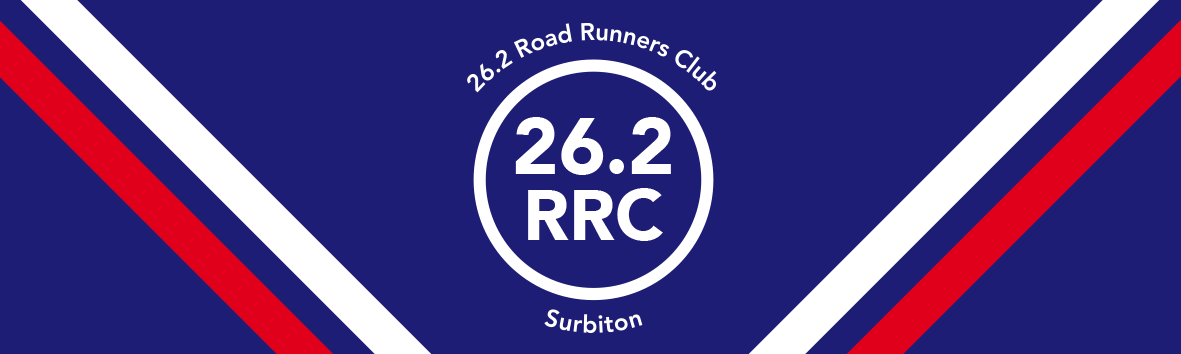 26.2 Road Runners Club
26.2
RRC
Surbiton